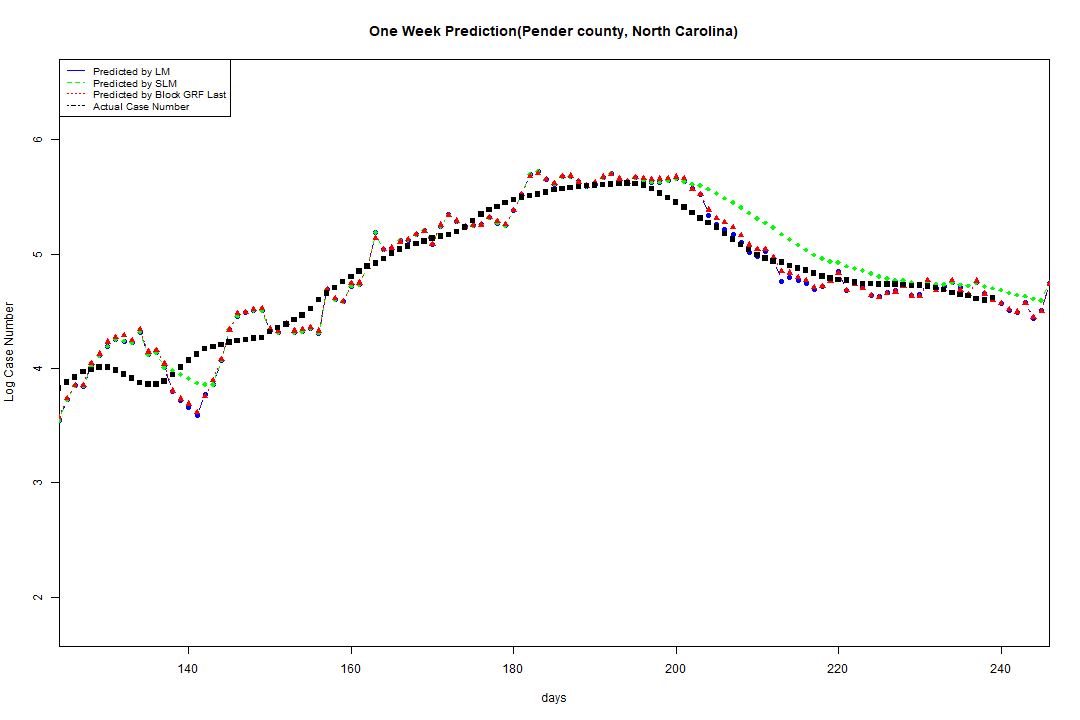 One Week Prediction(Pender county, North Carolina)
Predicted by LM
Predicted by SLM
Predicted by Block GRF Last
Actual Case Number
6
5
4
3
2
Log Case Number
140 160 180 200 220 240
days